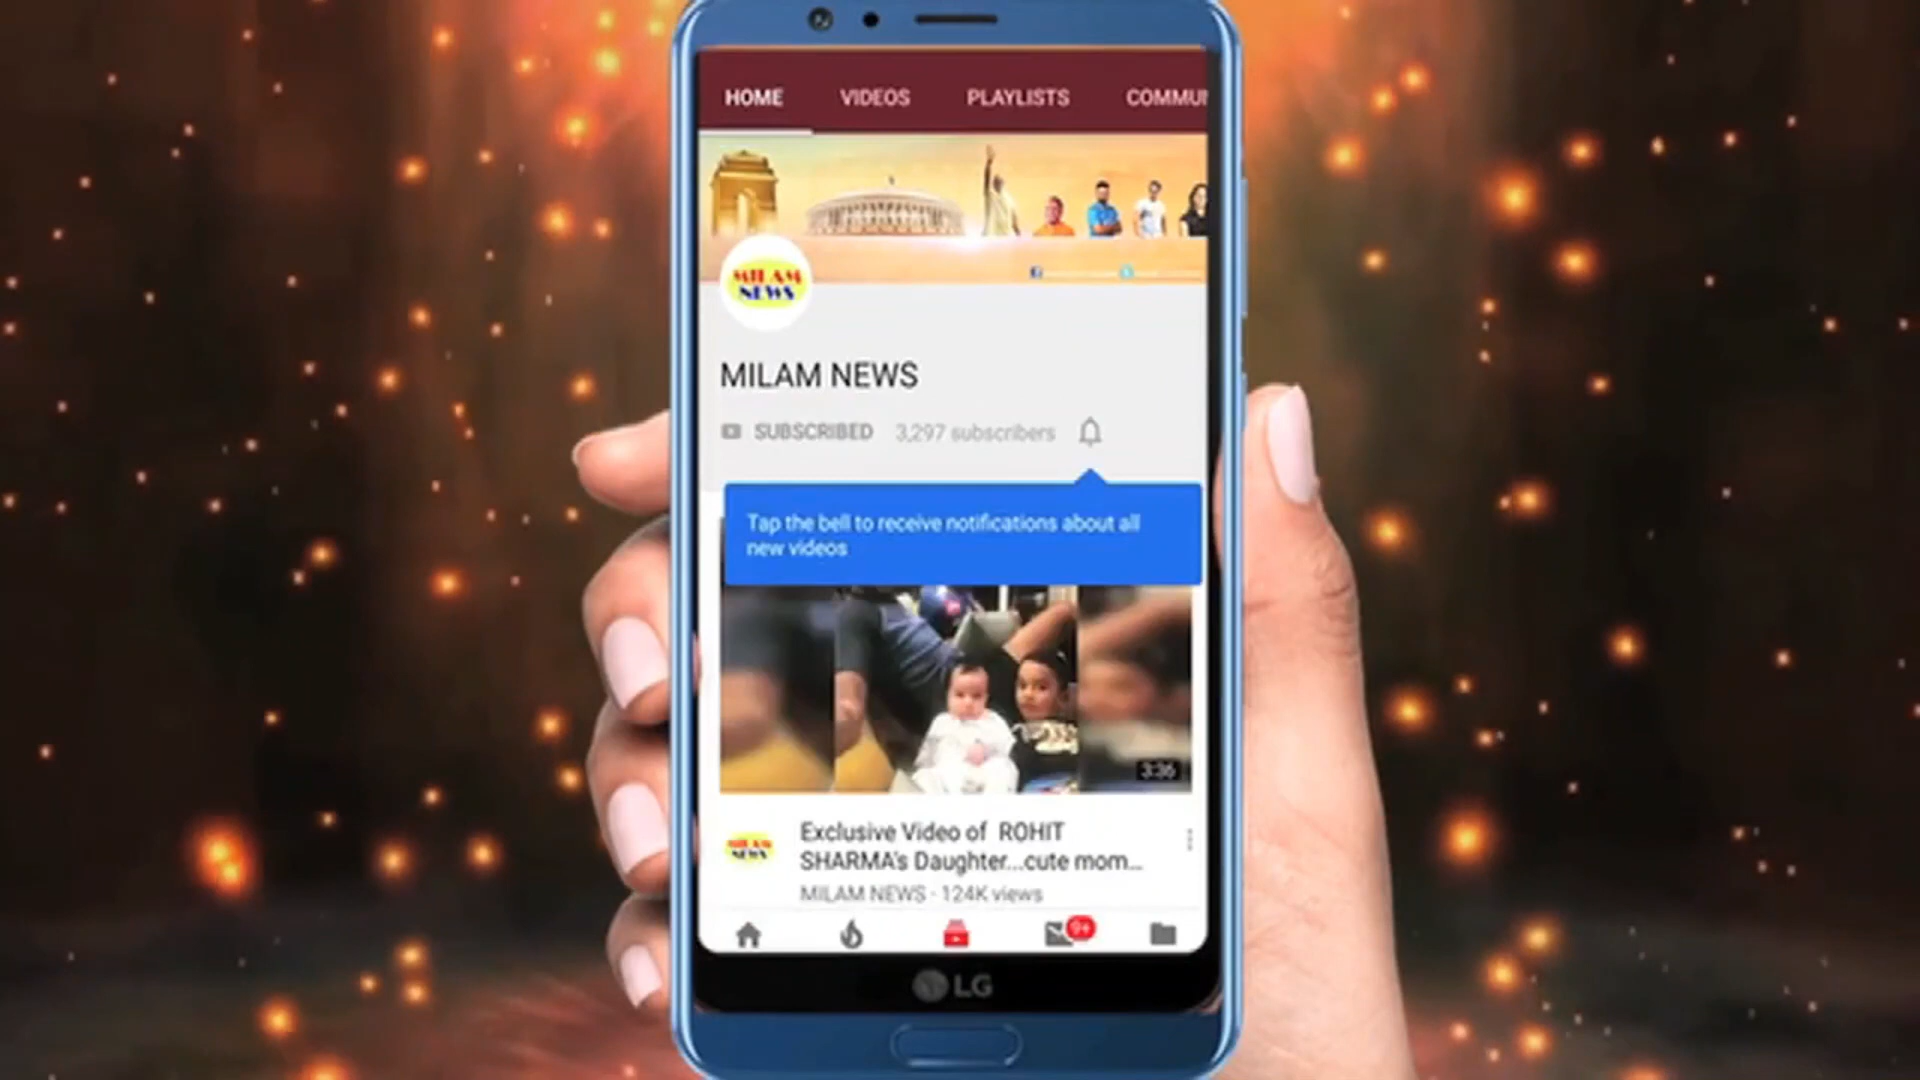 HOME VIDEOS PLAYLISTS COMMU
MILAM
NEWS
MILAM NEWS
SUBSCRIBED 3,297 subscribers
Tap the bell to receive notifications about all
new videos
3:36
Exclusive Video of ROHIT
SHARMA's Daughter...cute mom...
MILAM NEWS · 124K views
MILAM
NEWS
9+
LG